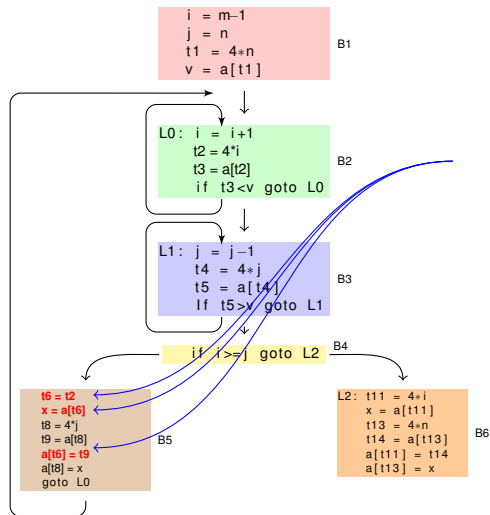 i = m−1
j = n
t1 = 4∗n
v = a[t1]
B1
L0: i = i+1
t2 = 4*i
t3 = a[t2]
if t3<v goto L0
B2
L1: j = j−1
t4 = 4∗j
t5 = a[t4]
If t5>v goto L1
B3
if i>=j goto L2
B4
t6 = t2
x = a[t6]
t8 = 4*j
t9 = a[t8]
a[t6] = t9
a[t8] = x
goto L0
B5
L2: t11 = 4∗i
x = a[t11]
t13 = 4∗n
t14 = a[t13]
a[t11] = t14
a[t13] = x
B6